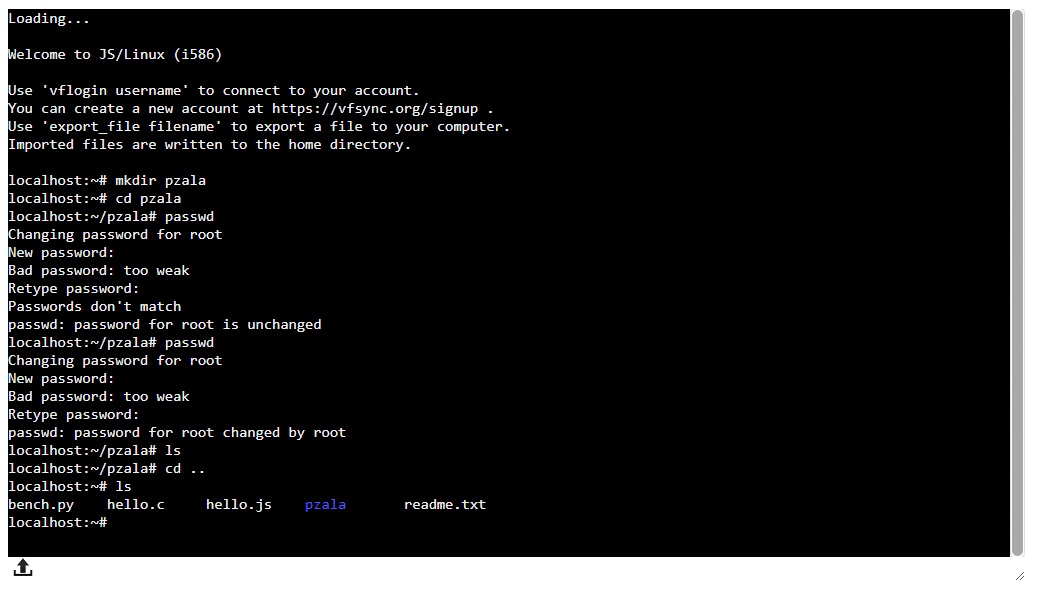 Loading...
Welcome to JS/Linux (i586)
Use 'vflogin username' to connect to your account.
You can create a new account at https://vfsync.org/signup .
Use 'export_file filename' to export a file to your computer.
Imported files are written to the home directory.
localhost:~# mkdir pzala
localhost:~# cd pzala
localhost:~/pzala# passwd
Changing password for root
New password:
Bad password: too weak
Retype password:
Passwords don't match
passwd: password for root is unchanged
localhost:~/pzala# passwd
Changing password for root
New password:
Bad password: too weak
Retype password:
passwd: password for root changed by root
localhost:~/pzala# ls
localhost:~/pzala# cd ..
localhost:~# ls
bench.py    hello.c     hello.js    pzala       readme.txt
localhost:~#